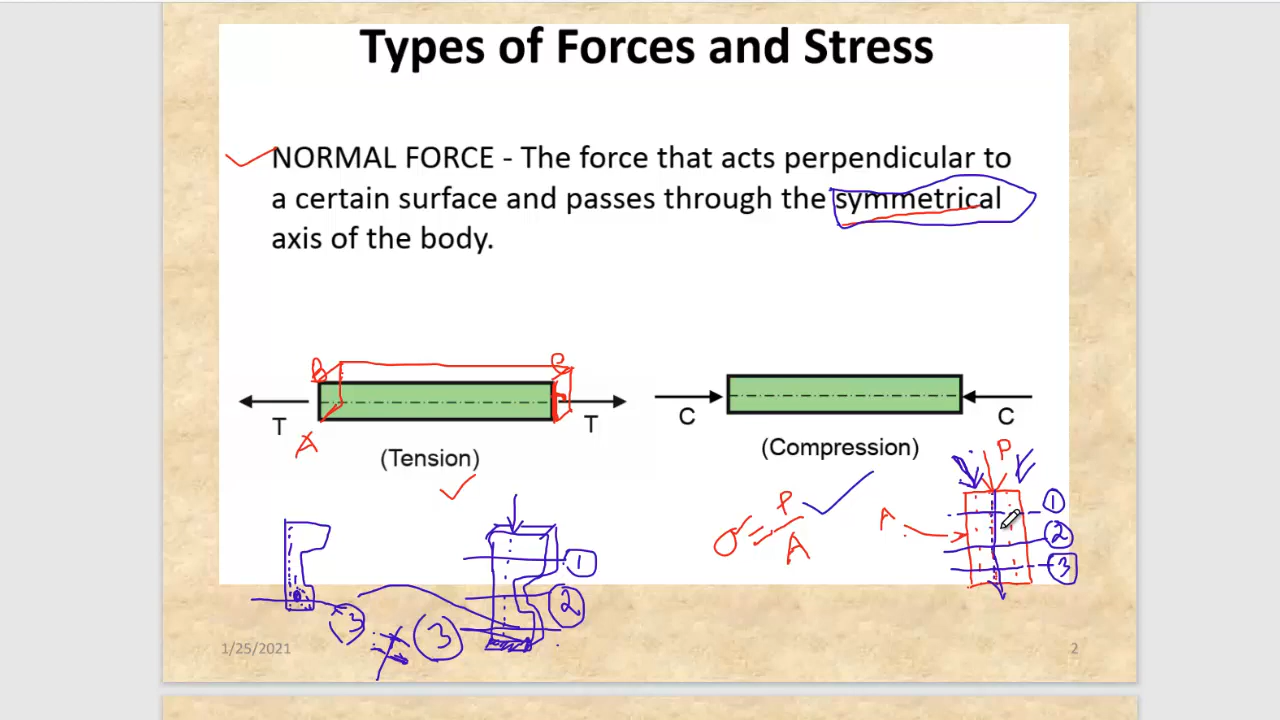 Types of Forces and Stress
NORMAL FORCE - The force that acts perpendicular to
a certain surface and passes through the symmetrical
axis of the body.
B
T
T
A
(Tension)
C
C
(Compression)
P
σ = P/A
A
1
2
3
1
2
3
3
1/25/2021
2